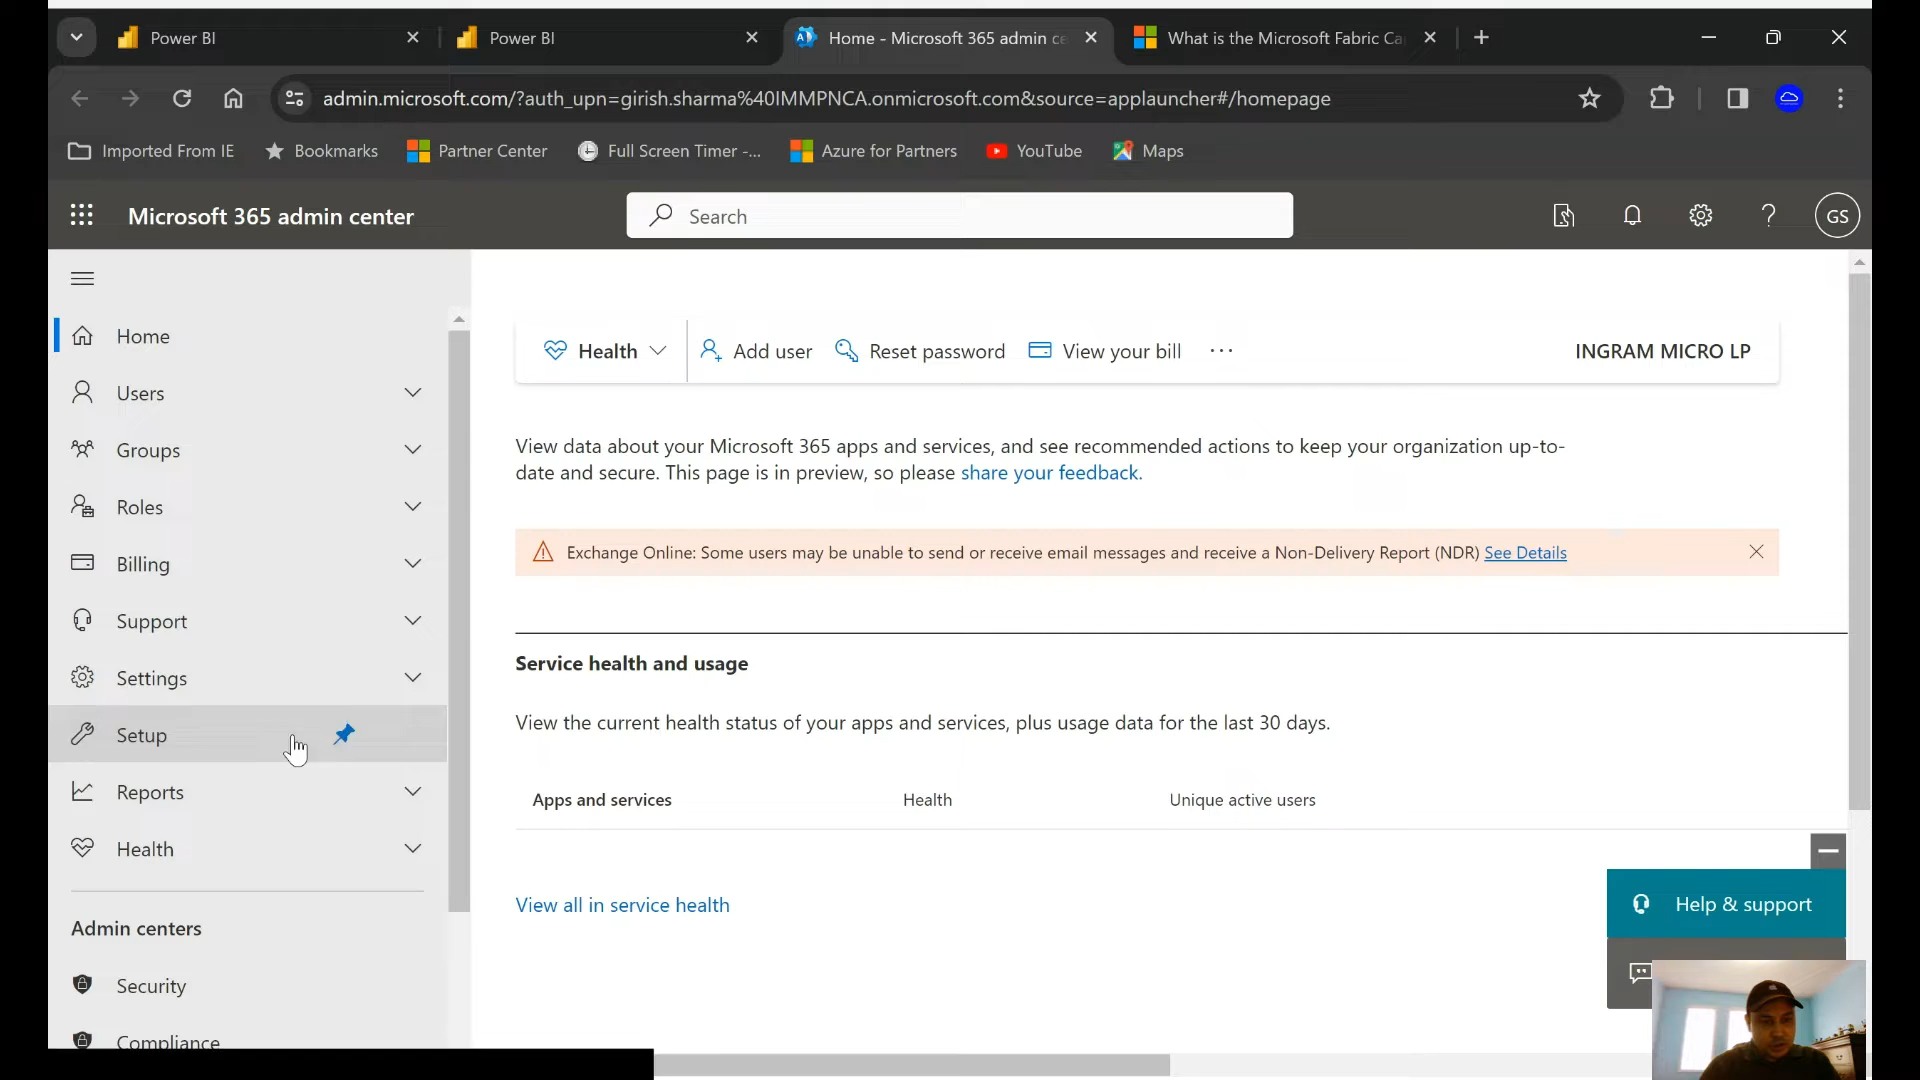 Power BI
Power BI
Home - Microsoft 365 admin ce
What is the Microsoft Fabric Ca
admin.microsoft.com/?auth_upn=girish.sharma%40IMMPNCA.onmicrosoft.com&source=applauncher#/homepage
Imported From IE
Bookmarks
Partner Center
Full Screen Timer -...
Azure for Partners
YouTube
Maps
Microsoft 365 admin center
Search
GS
Home
Users
Groups
Roles
Billing
Support
Settings
Setup
Reports
Health
Admin centers
Security
Compliance
Health
Add user
Reset password
View your bill
INGRAM MICRO LP
View data about your Microsoft 365 apps and services, and see recommended actions to keep your organization up-to-
date and secure. This page is in preview, so please share your feedback.
Exchange Online: Some users may be unable to send or receive email messages and receive a Non-Delivery Report (NDR) See Details
Service health and usage
View the current health status of your apps and services, plus usage data for the last 30 days.
Apps and services
Health
Unique active users
View all in service health
Help & support